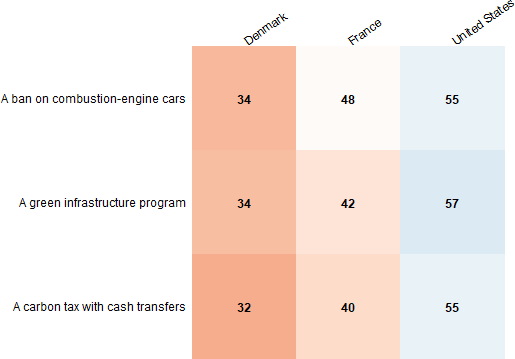 Denmark France United States
A ban on combustion-engine cars 34 48 55
A green infrastructure program 34 42 57
A carbon tax with cash transfers 32 40 55